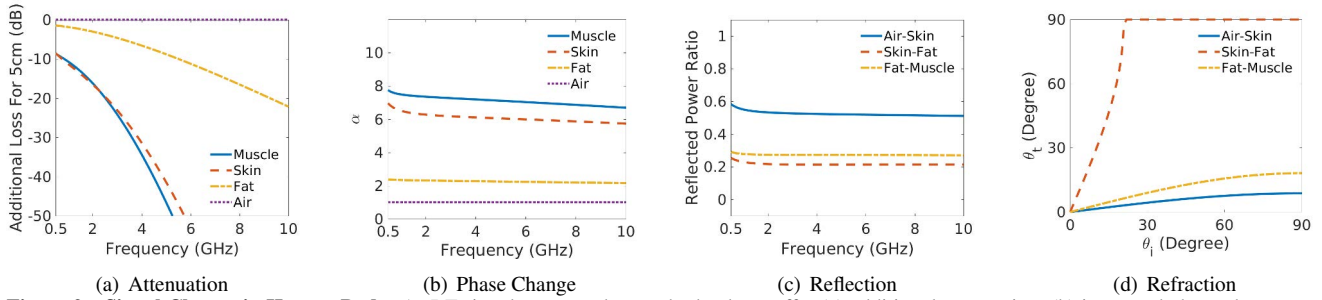 Additional Loss For 5cm (dB)
0
-10
-20
-30
-40
-50
Muscle
Skin
Fat
Air
0.5 2 4 6 8 10
Frequency (GHz)
(a) Attenuation
α
10
8
6
4
2
0
Muscle
Skin
Fat
Air
0.5 2 4 6 8 10
Frequency (GHz)
(b) Phase Change
Reflected Power Ratio
1
0.8
0.6
0.4
0.2
0
Air-Skin
Skin-Fat
Fat-Muscle
0.5 2 4 6 8 10
Frequency (GHz)
(c) Reflection
θt (Degree)
90
60
30
0
Air-Skin
Skin-Fat
Fat-Muscle
0 30 60 90
θi (Degree)
(d) Refraction